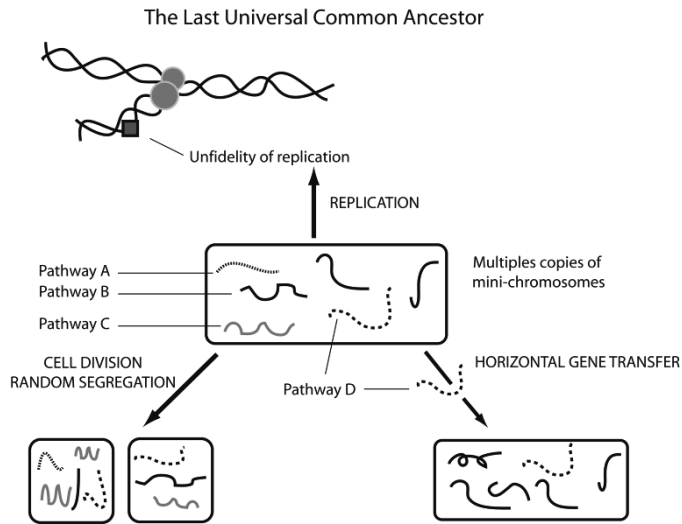 The Last Universal Common Ancestor
Unfidelity of replication
REPLICATION
Pathway A
Pathway B
Pathway C
Multiples copies of
mini-chromosomes
CELL DIVISION
RANDOM SEGREGATION
Pathway D
HORIZONTAL GENE TRANSFER